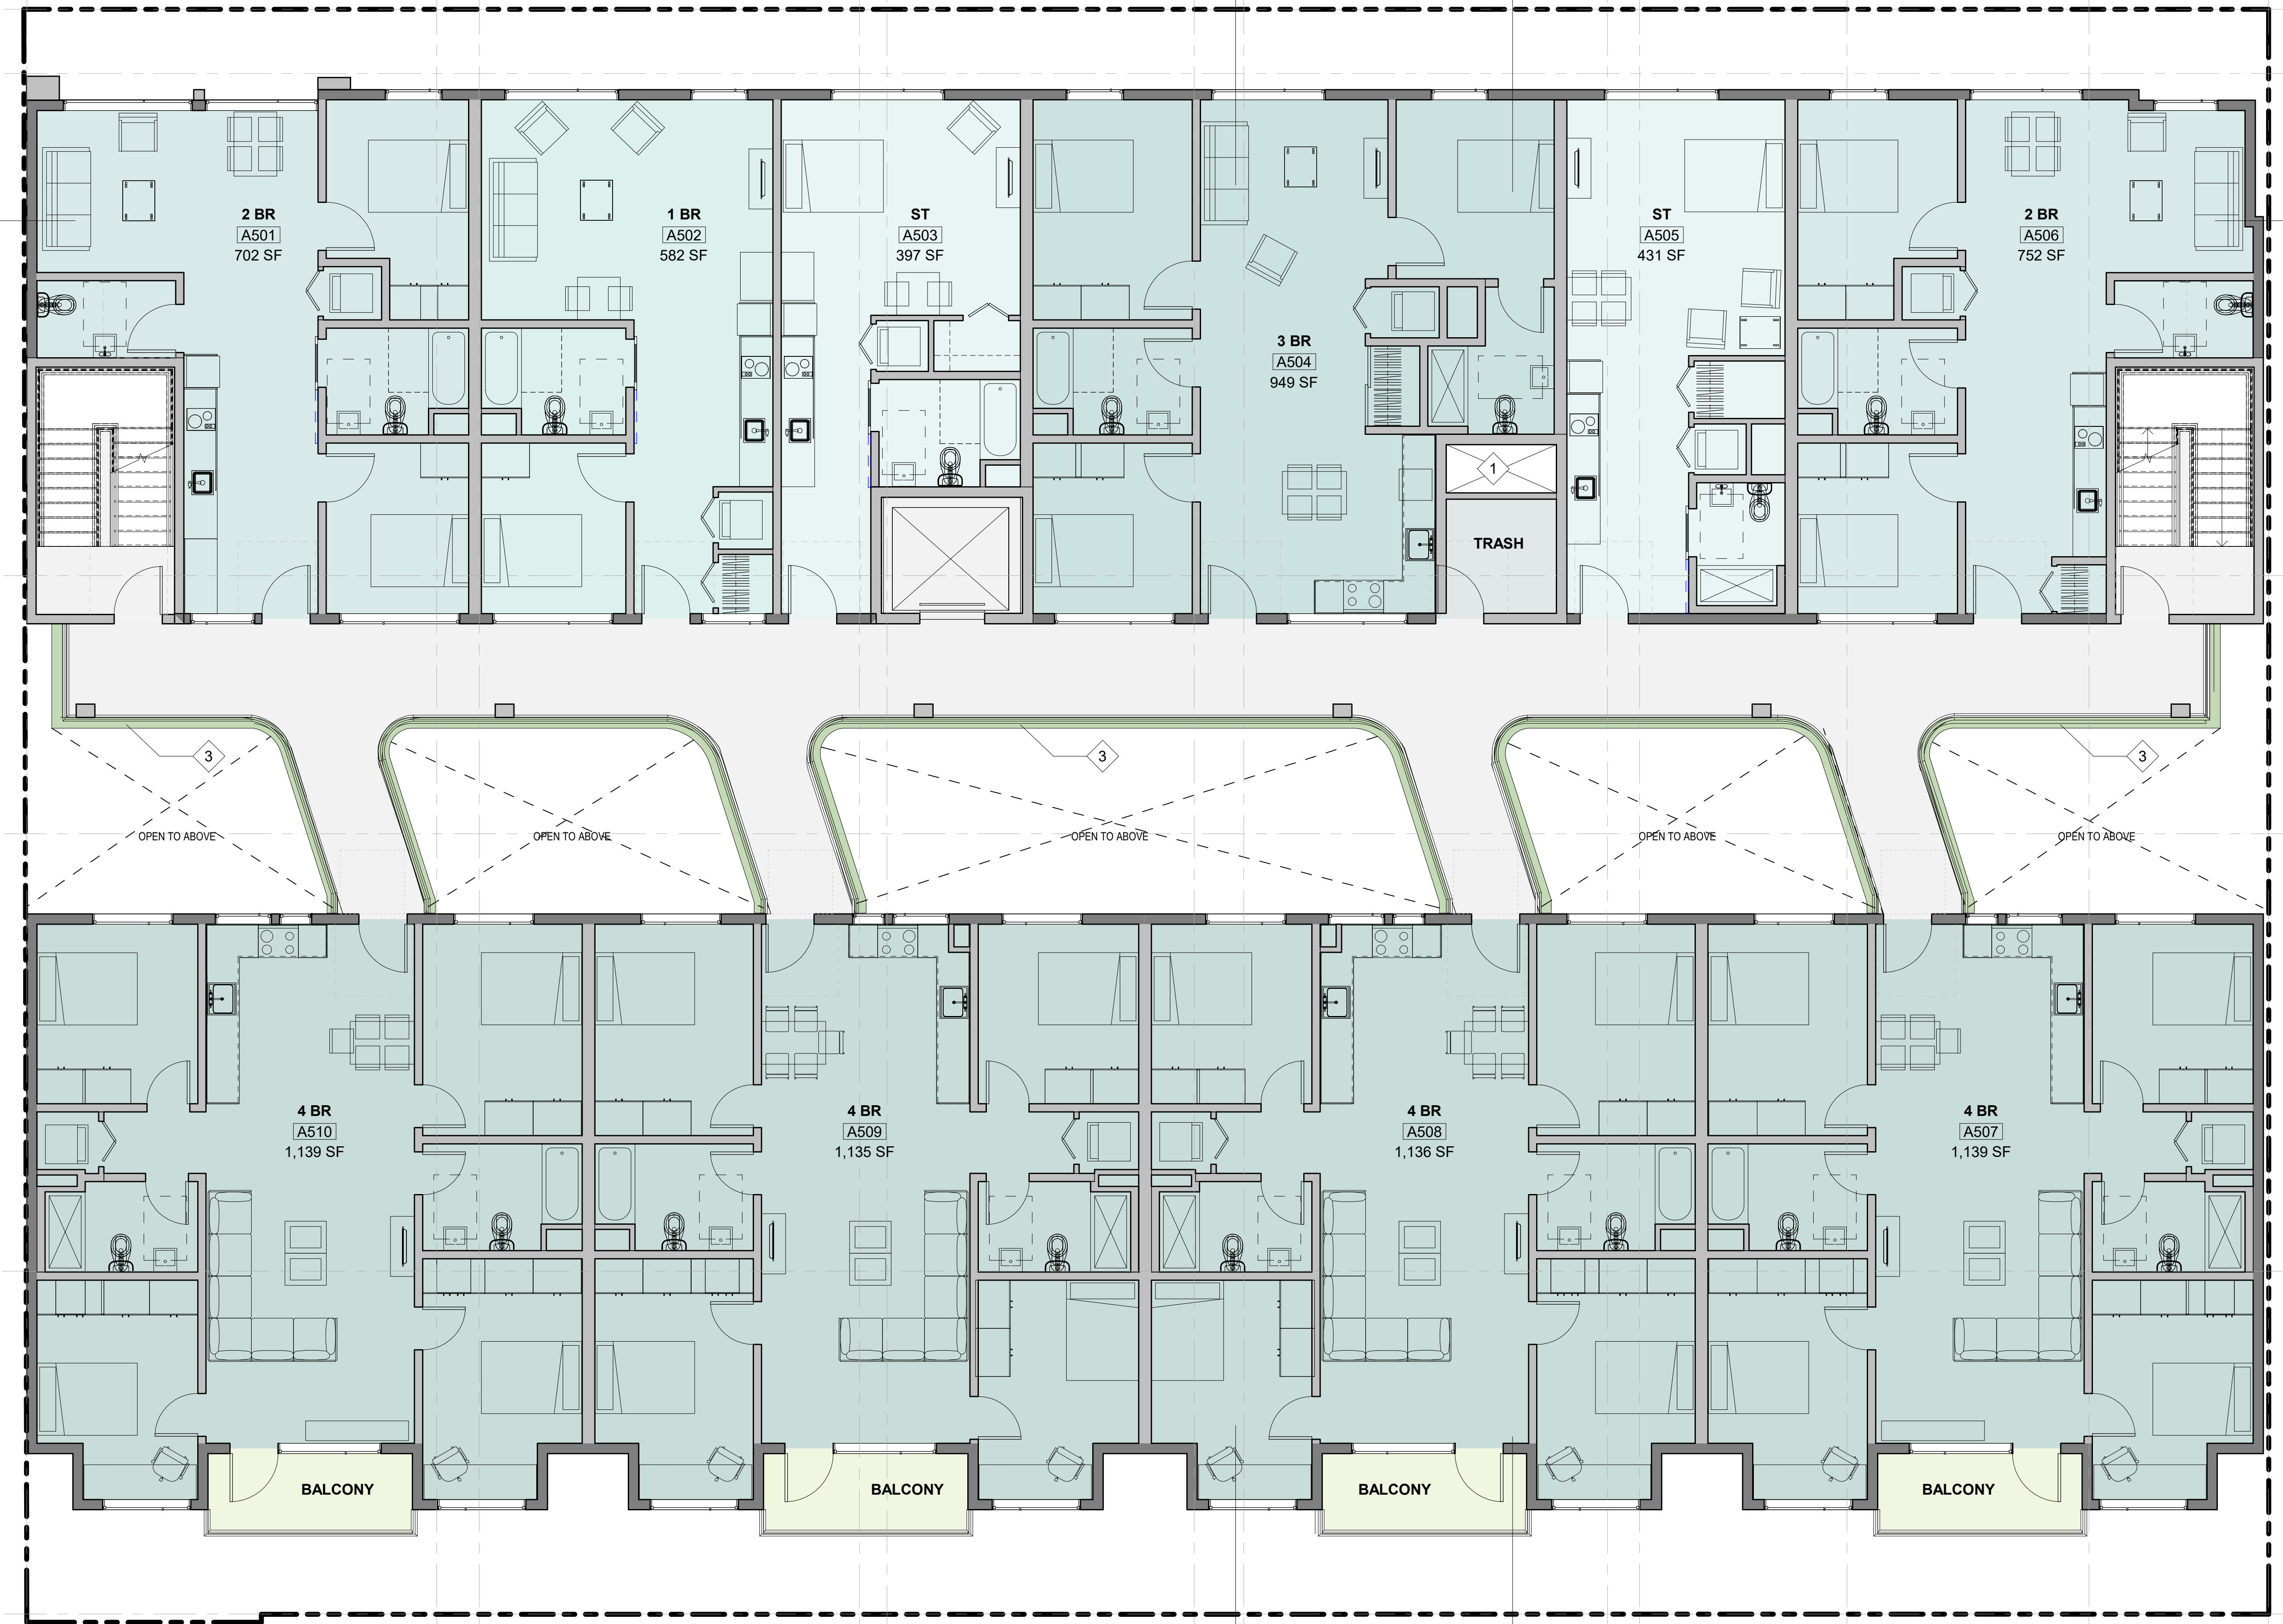 2 BR
A501
702 SF
1 BR
A502
582 SF
ST
A503
397 SF
3 BR
A504
949 SF
ST
A505
431 SF
2 BR
A506
752 SF
1
TRASH
3
3
3
OPEN TO ABOVE
OPEN TO ABOVE
OPEN TO ABOVE
OPEN TO ABOVE
OPEN TO ABOVE
4 BR
A510
1,139 SF
4 BR
A509
1,135 SF
4 BR
A508
1,136 SF
4 BR
A507
1,139 SF
BALCONY
BALCONY
BALCONY
BALCONY